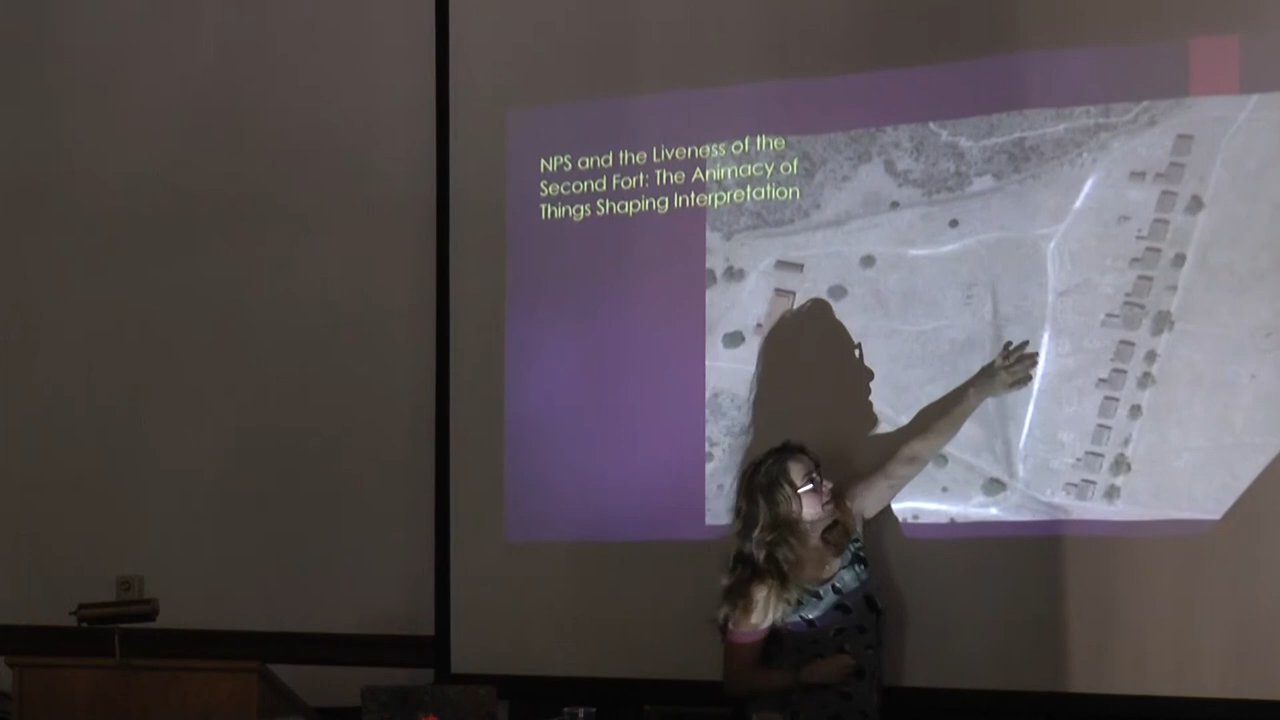 NPS and the Liveness of the
Second Fort: The Animacy of
Things Shaping Interpretation